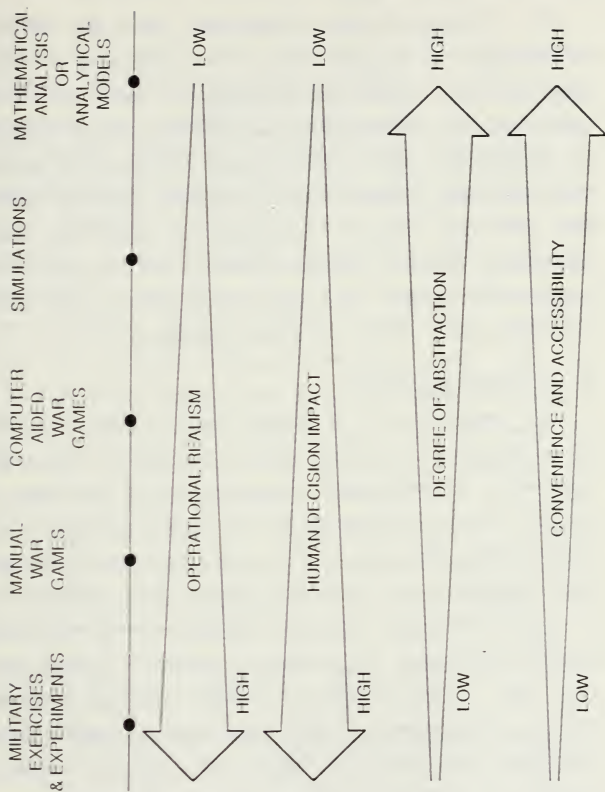 MILITARY
EXERCISES
& EXPERIMENTS
MANUAL
WAR
GAMES
COMPUTER
AIDED
WAR
GAMES
SIMULATIONS
MATHEMATICAL
ANALYSIS
OR
ANALYTICAL
MODELS
HIGH
OPERATIONAL REALISM
LOW
HIGH
HUMAN DECISION IMPACT
LOW
LOW
DEGREE OF ABSTRACTION
HIGH
LOW
CONVENIENCE AND ACCESSIBILITY
HIGH